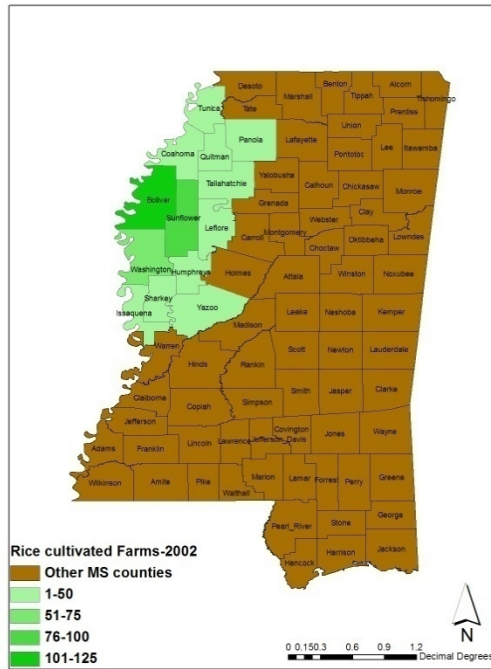 Desoto
Benton
Alcorn
Tunica
Marshall
Tippah
Tishomingo
Tate
Prentiss
Union
Panola
Lafayette
Lee
Itawamba
Coahoma
Quitman
Pontotoc
Yalobusha
Tallahatchie
Calhoun
Chickasaw
Monroe
Bolivar
Grenada
Sunflower
Clay
Leflore
Webster
Montgomery
Carroll
Oktibbeha
Lowndes
Choctaw
Washington
Humphreys
Holmes
Attala
Winston
Noxubee
Sharkey
Issaquena
Yazoo
Leake
Neshoba
Kemper
Madison
Warren
Scott
Newton
Lauderdale
Hinds
Rankin
Smith
Jasper
Clarke
Claiborne
Simpson
Copiah
Jefferson
Covington
Wayne
Lincoln
Lawrence
Jefferson_Davis
Jones
Adams
Franklin
Marion
Lamar
Forrest
Perry
Greene
Wilkinson
Amite
Pike
Walthall
George
Pearl_River
Stone
Jackson
Harrison
Hancock
Rice cultivated Farms-2002
Other MS counties
1-50
51-75
76-100
101-125
N
0 0.15 0.3 0.6 0.9 1.2
Decimal Degrees